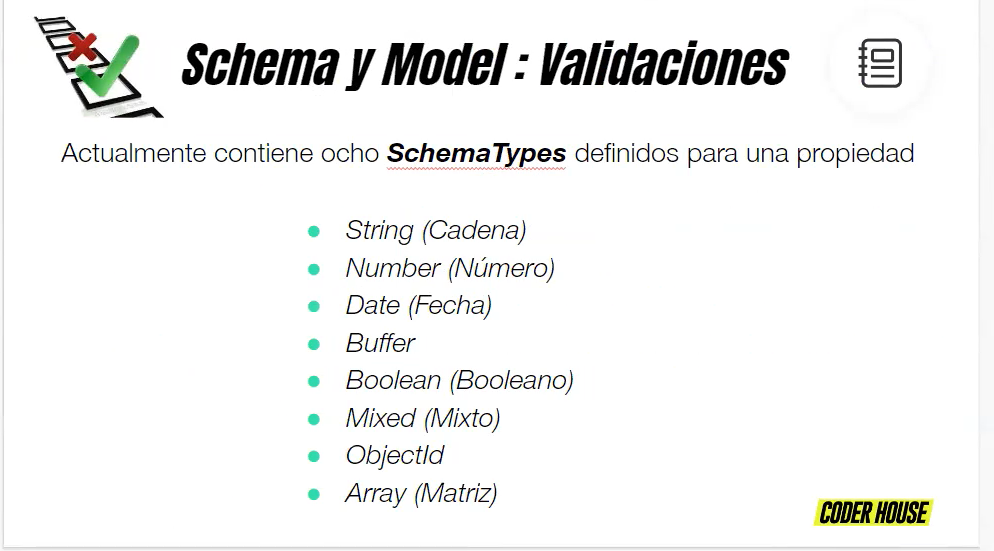 Schema y Model : Validaciones
Actualmente contiene ocho SchemaTypes definidos para una propiedad
String (Cadena)
Number (Número)
Date (Fecha)
Buffer
Boolean (Booleano)
Mixed (Mixto)
ObjectId
Array (Matriz)
CODER HOUSE